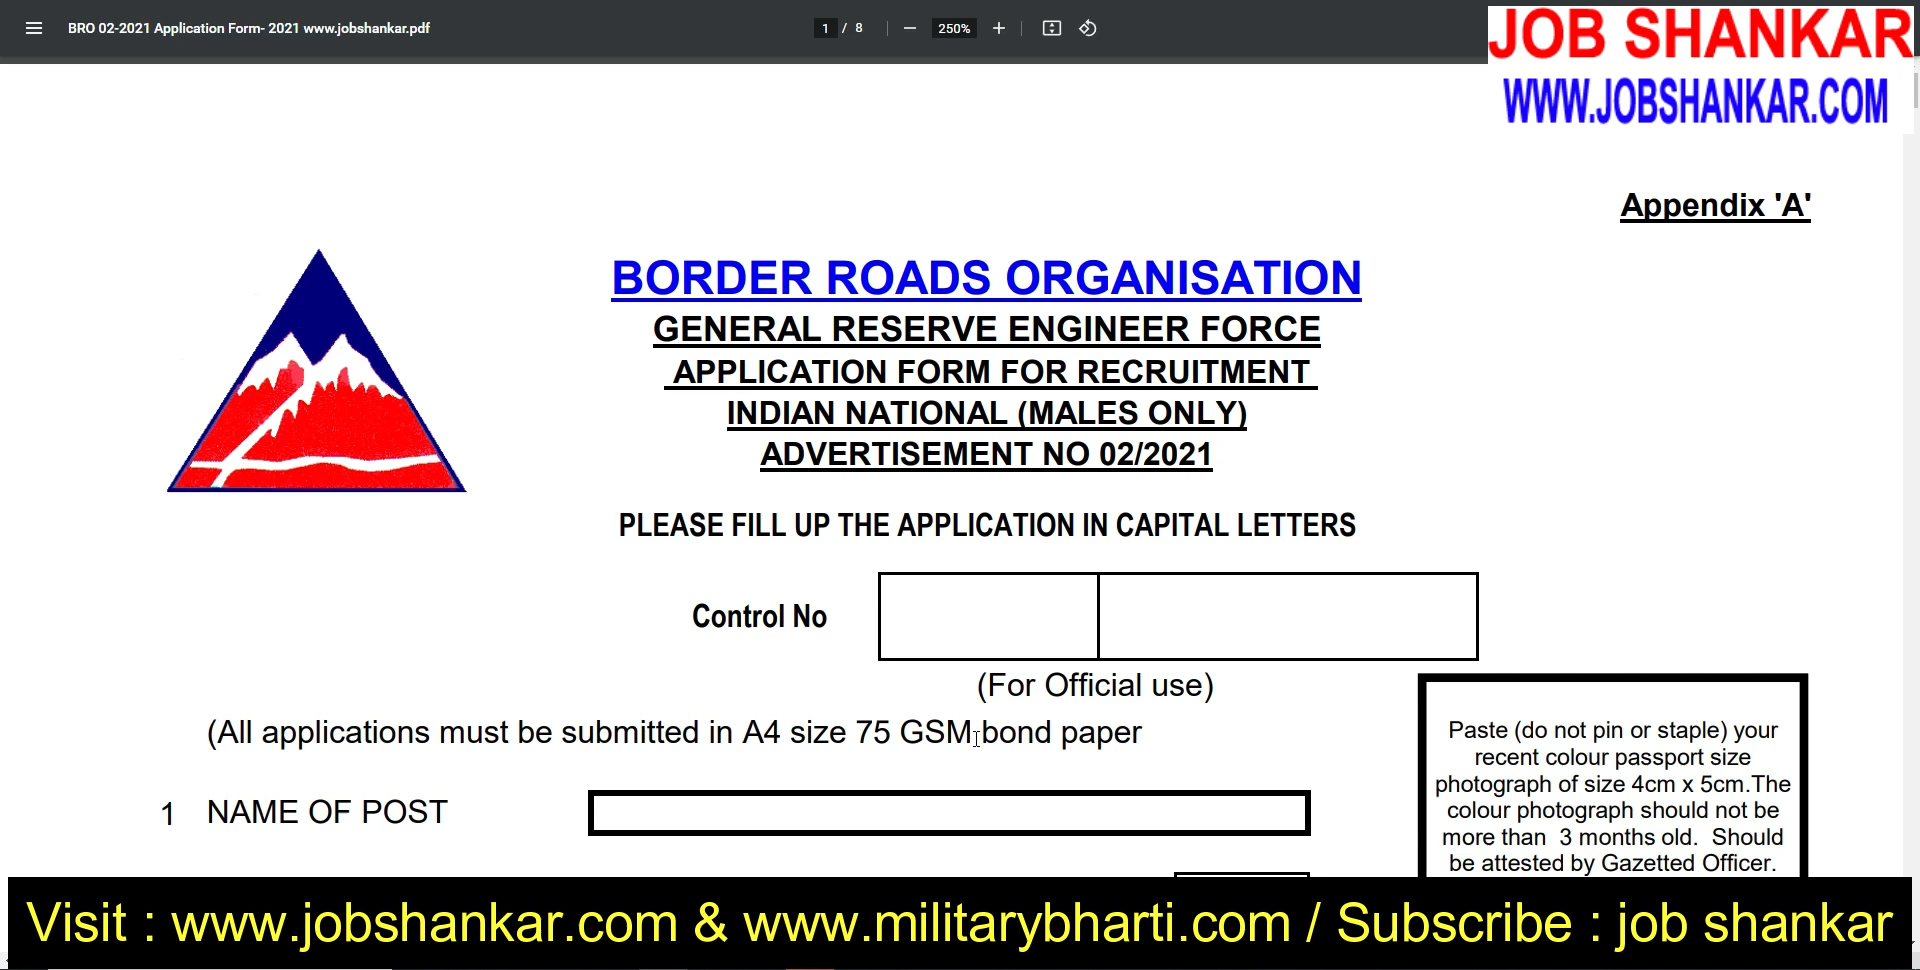 BRO 02-2021 Application Form- 2021 www.jobshankar.pdf
1 / 8
250%
JOB SHANKAR
WWW.JOBSHANKAR.COM
Appendix 'A'
BORDER ROADS ORGANISATION
GENERAL RESERVE ENGINEER FORCE
APPLICATION FORM FOR RECRUITMENT
INDIAN NATIONAL (MALES ONLY)
ADVERTISEMENT NO 02/2021
PLEASE FILL UP THE APPLICATION IN CAPITAL LETTERS
Control No
(For Official use)
(All applications must be submitted in A4 size 75 GSM bond paper
1 NAME OF POST
Paste (do not pin or staple) your
recent colour passport size
photograph of size 4cm x 5cm.The
colour photograph should not be
more than 3 months old. Should
be attested by Gazetted Officer.
Visit : www.jobshankar.com & www.militarybharti.com / Subscribe : job shankar